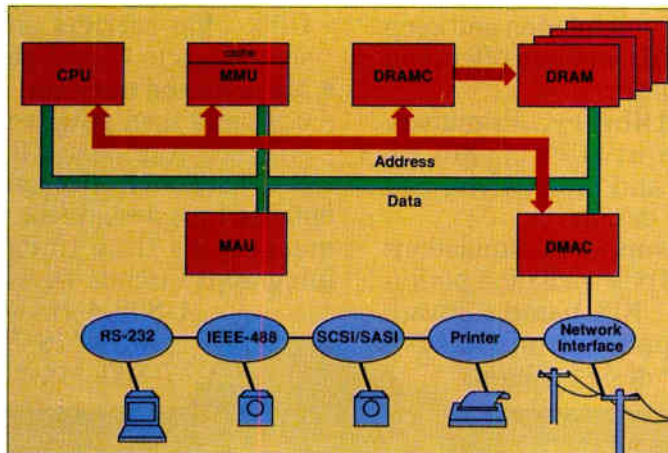 cache
CPU
MMU
DRAMC
DRAM
Address
Data
MAU
DMAC
RS-232
IEEE-488
SCSI/SASI
Printer
Network
Interface